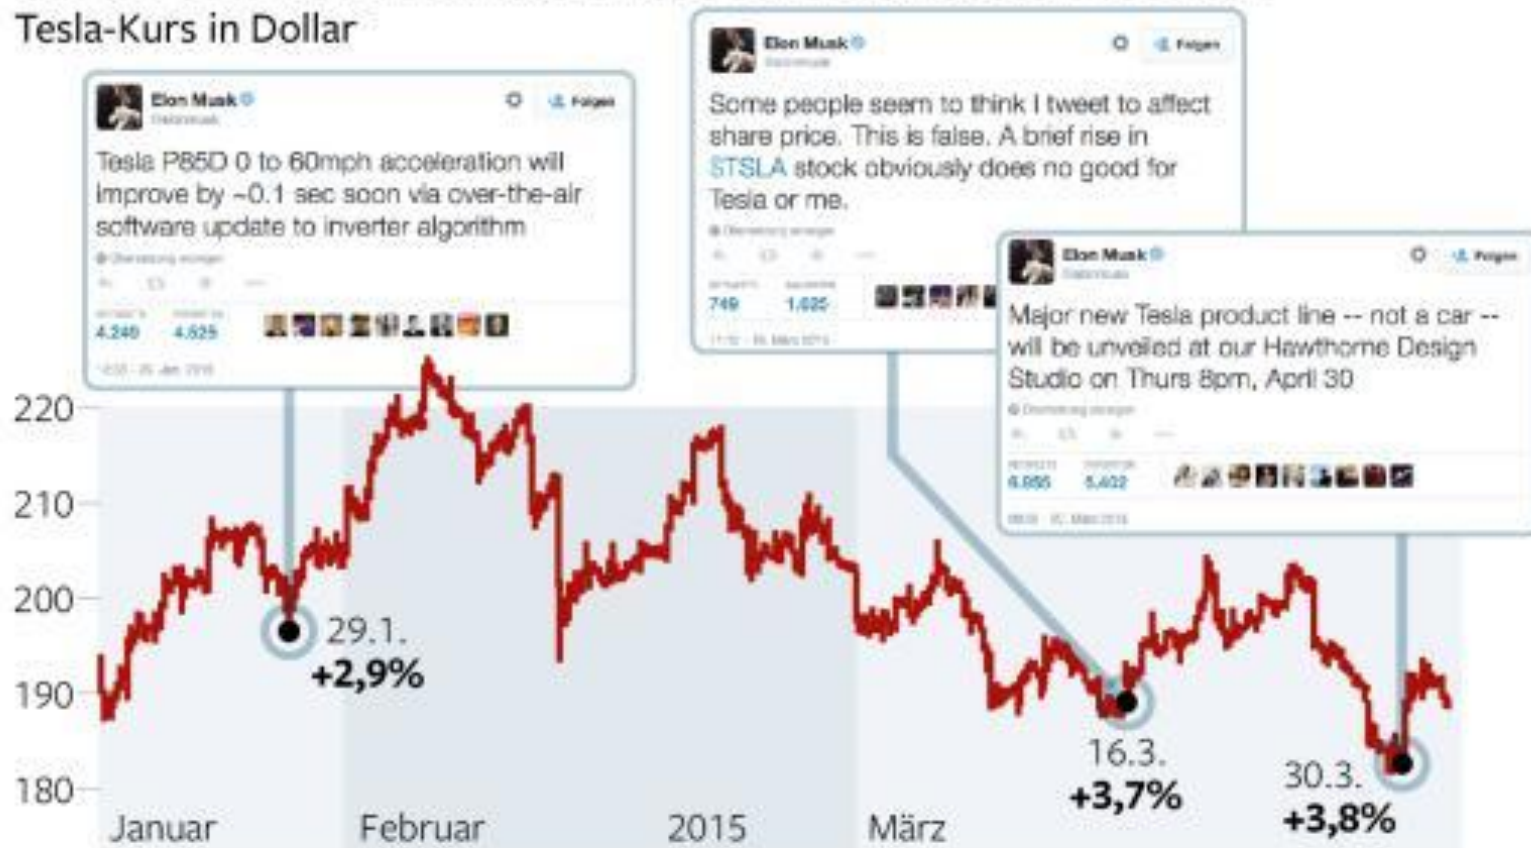 Tesla-Kurs in Dollar
Elon Musk
Folgen
Tesla P85D 0 to 60mph acceleration will
improve by ~0.1 sec soon via over-the-air
software update to inverter algorithm
4.240 4.525
Elon Musk
Folgen
Some people seem to think I tweet to affect
share price. This is false. A brief rise in
$TSLA stock obviously does no good for
Tesla or me.
749 1.025
Elon Musk
Folgen
Major new Tesla product line -- not a car --
will be unveiled at our Hawthorne Design
Studio on Thurs 8pm, April 30
6.955 5.402
220
210
200
190
180
29.1.
+2,9%
16.3.
+3,7%
30.3.
+3,8%
Januar Februar 2015 März